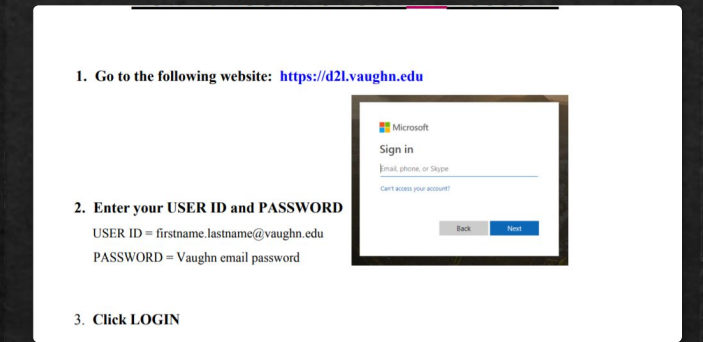 1. Go to the following website: https://d2l.vaughn.edu
Microsoft
Sign in
Email, phone, or Skype
Can't access your account?
Back
Next
2. Enter your USER ID and PASSWORD
USER ID = firstname.lastname@vaughn.edu
PASSWORD = Vaughn email password
3. Click LOGIN